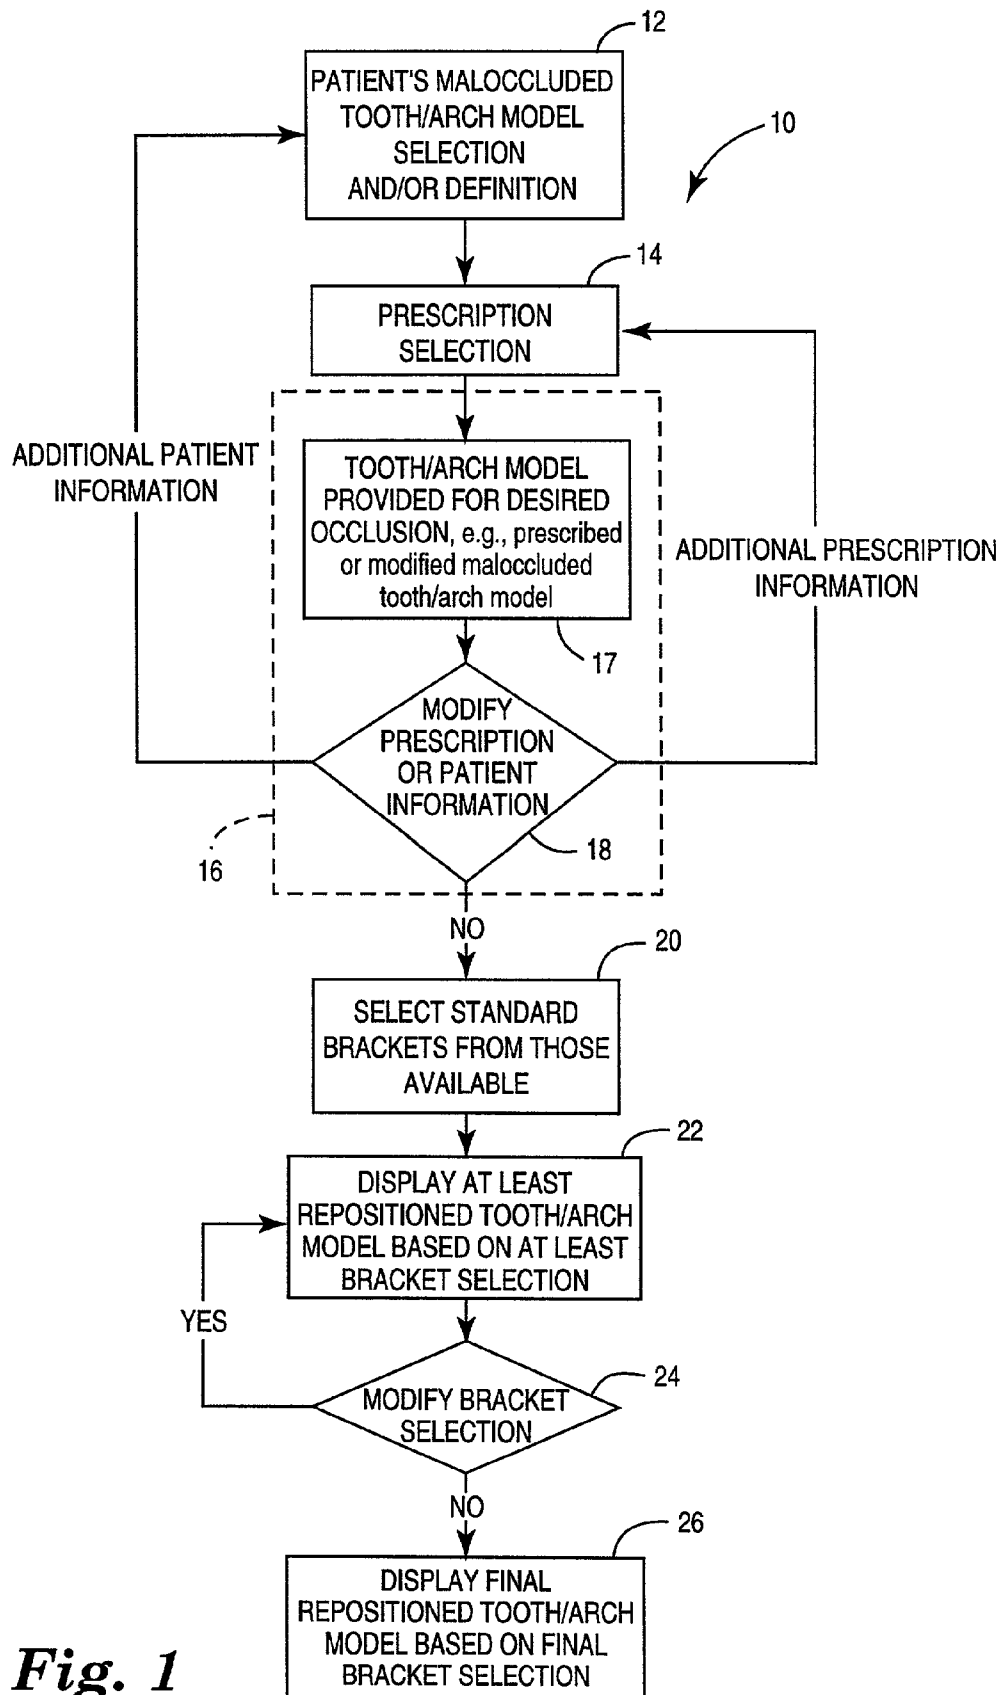 12
PATIENT'S MALOCCLUDED
TOOTH/ARCH MODEL
SELECTION
AND/OR DEFINITION
10
14
PRESCRIPTION
SELECTION
ADDITIONAL PATIENT
INFORMATION
TOOTH/ARCH MODEL
PROVIDED FOR DESIRED
OCCLUSION, e.g., prescribed
or modified maloccluded
tooth/arch model
ADDITIONAL PRESCRIPTION
INFORMATION
17
MODIFY
PRESCRIPTION
OR PATIENT
INFORMATION
18
16
NO
20
SELECT STANDARD
BRACKETS FROM THOSE
AVAILABLE
22
DISPLAY AT LEAST
REPOSITIONED TOOTH/ARCH
MODEL BASED ON AT LEAST
BRACKET SELECTION
YES
24
MODIFY BRACKET
SELECTION
NO
26
DISPLAY FINAL
REPOSITIONED TOOTH/ARCH
MODEL BASED ON FINAL
BRACKET SELECTION
Fig. 1